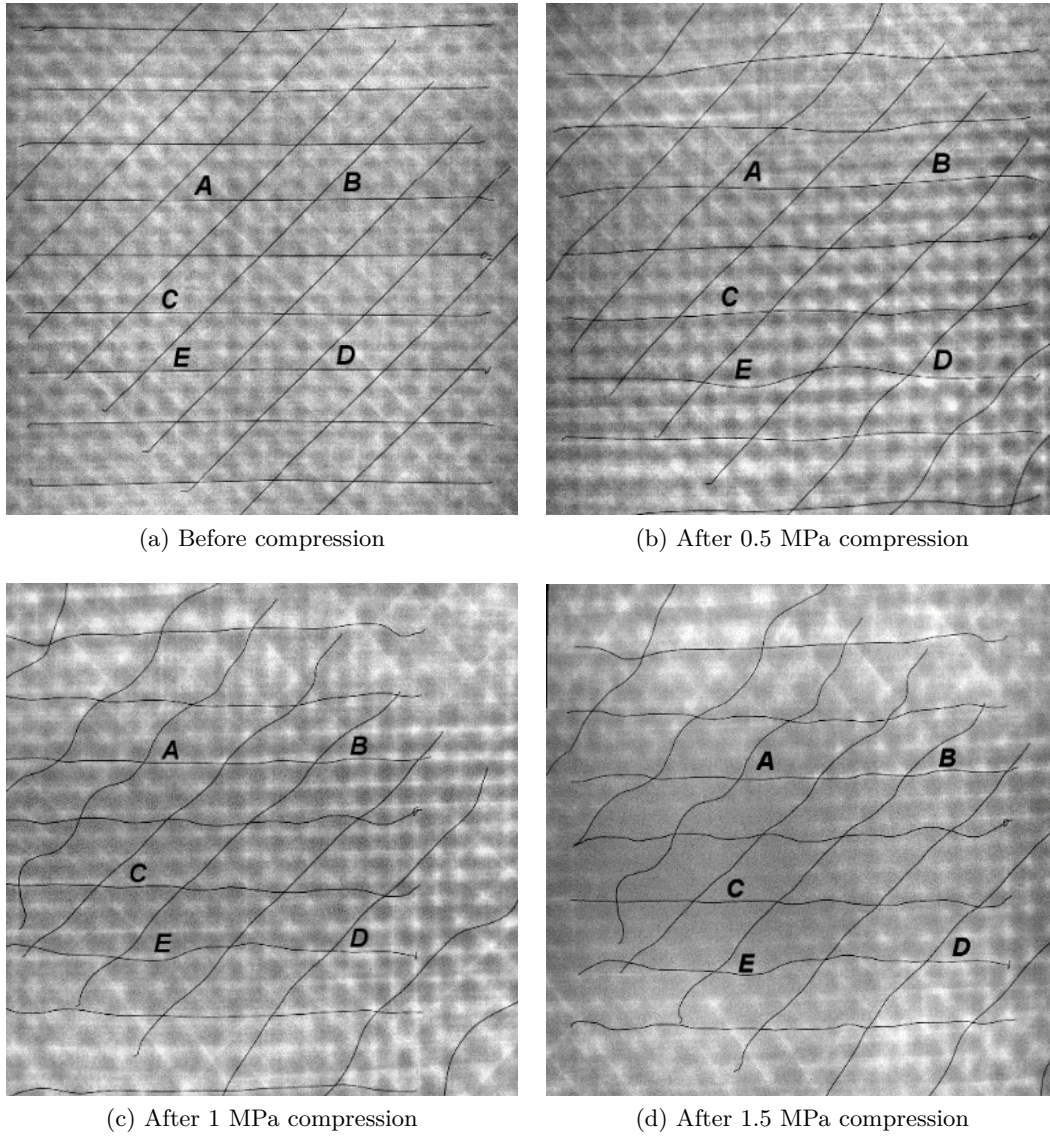 A
B
C
E
D
(a) Before compression
A
B
C
E
D
(b) After 0.5 MPa compression
A
B
C
E
D
(c) After 1 MPa compression
A
B
C
E
D
(d) After 1.5 MPa compression